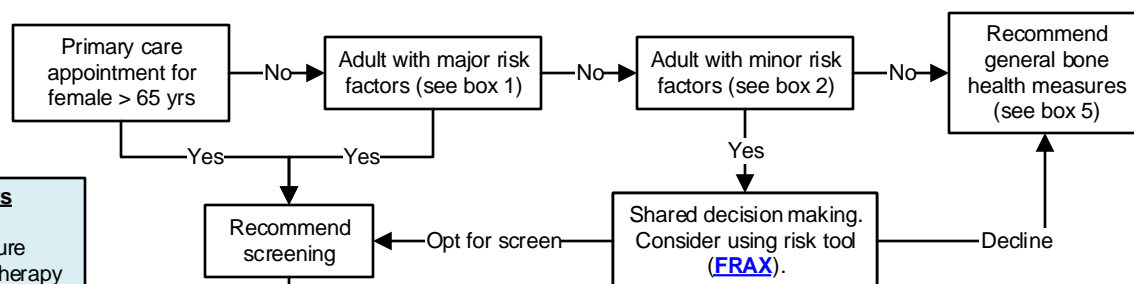 Primary care
appointment for
female > 65 yrs
No
Adult with major risk
factors (see box 1)
No
Adult with minor risk
factors (see box 2)
No
Recommend
general bone
health measures
(see box 5)
Yes
Yes
Yes
Recommend
screening
Opt for screen
Shared decision making.
Consider using risk tool
(FRAX).
Decline